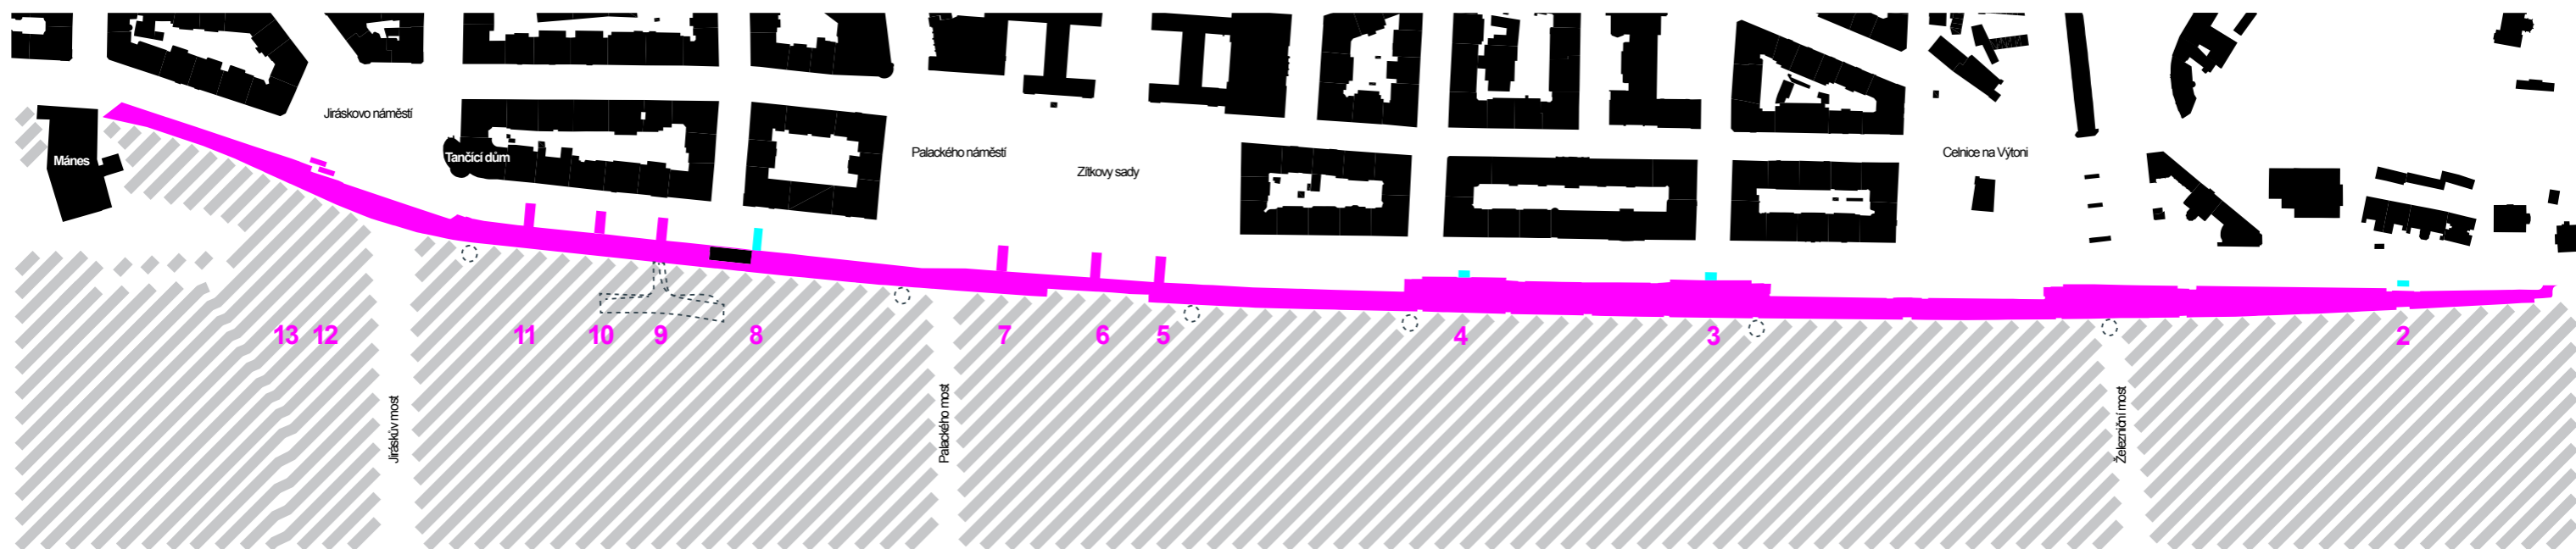 Jiráskovo náměstí
Mánes
Tančící dům
Palackého náměstí
Zítkovy sady
Celnice na Výtoni
13 12 11 10 9 8 7 6 5 4 3 2
Jiráskův most
Palackého most
Železniční most